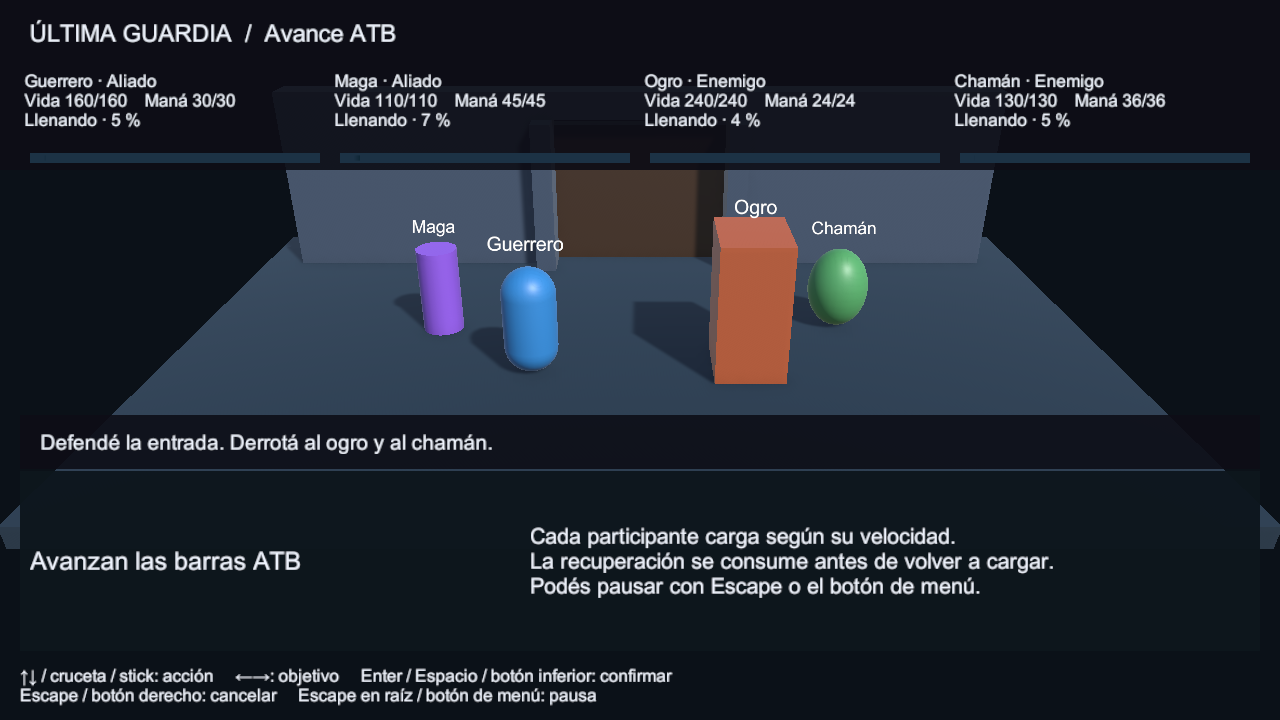 ÚLTIMA GUARDIA / Avance ATB
Guerrero · Aliado
Vida 160/160 Maná 30/30
Llenando · 5 %
Maga · Aliado
Vida 110/110 Maná 45/45
Llenando · 7 %
Ogro · Enemigo
Vida 240/240 Maná 24/24
Llenando · 4 %
Chamán · Enemigo
Vida 130/130 Maná 36/36
Llenando · 5 %
Maga
Guerrero
Ogro
Chamán
Defendé la entrada. Derrotá al ogro y al chamán.
Avanzan las barras ATB
Cada participante carga según su velocidad.
La recuperación se consume antes de volver a cargar.
Podés pausar con Escape o el botón de menú.
↑↓ / cruceta / stick: acción ←→: objetivo Enter / Espacio / botón inferior: confirmar
Escape / botón derecho: cancelar Escape en raíz / botón de menú: pausa